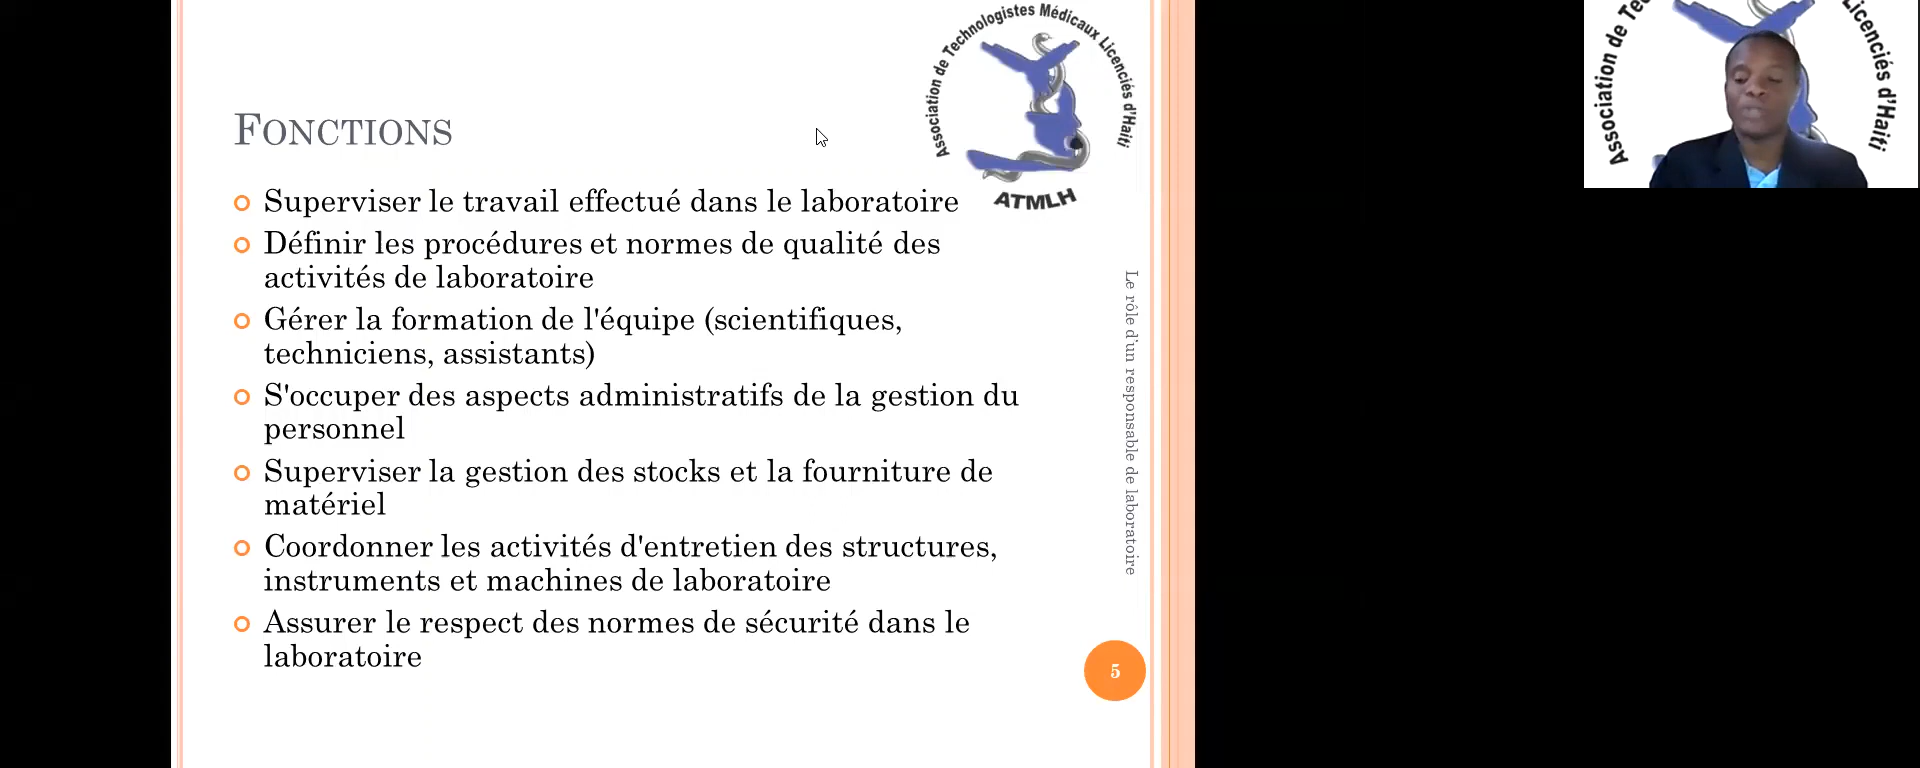 Association de Technologistes Médicaux Licenciés d'Haïti
ATMLH
FONCTIONS
Superviser le travail effectué dans le laboratoire
Définir les procédures et normes de qualité des
activités de laboratoire
Gérer la formation de l'équipe (scientifiques,
techniciens, assistants)
S'occuper des aspects administratifs de la gestion du
personnel
Superviser la gestion des stocks et la fourniture de
matériel
Coordonner les activités d'entretien des structures,
instruments et machines de laboratoire
Assurer le respect des normes de sécurité dans le
laboratoire
Le rôle d'un responsable de laboratoire
5
Association de
Licenciés d'Haïti